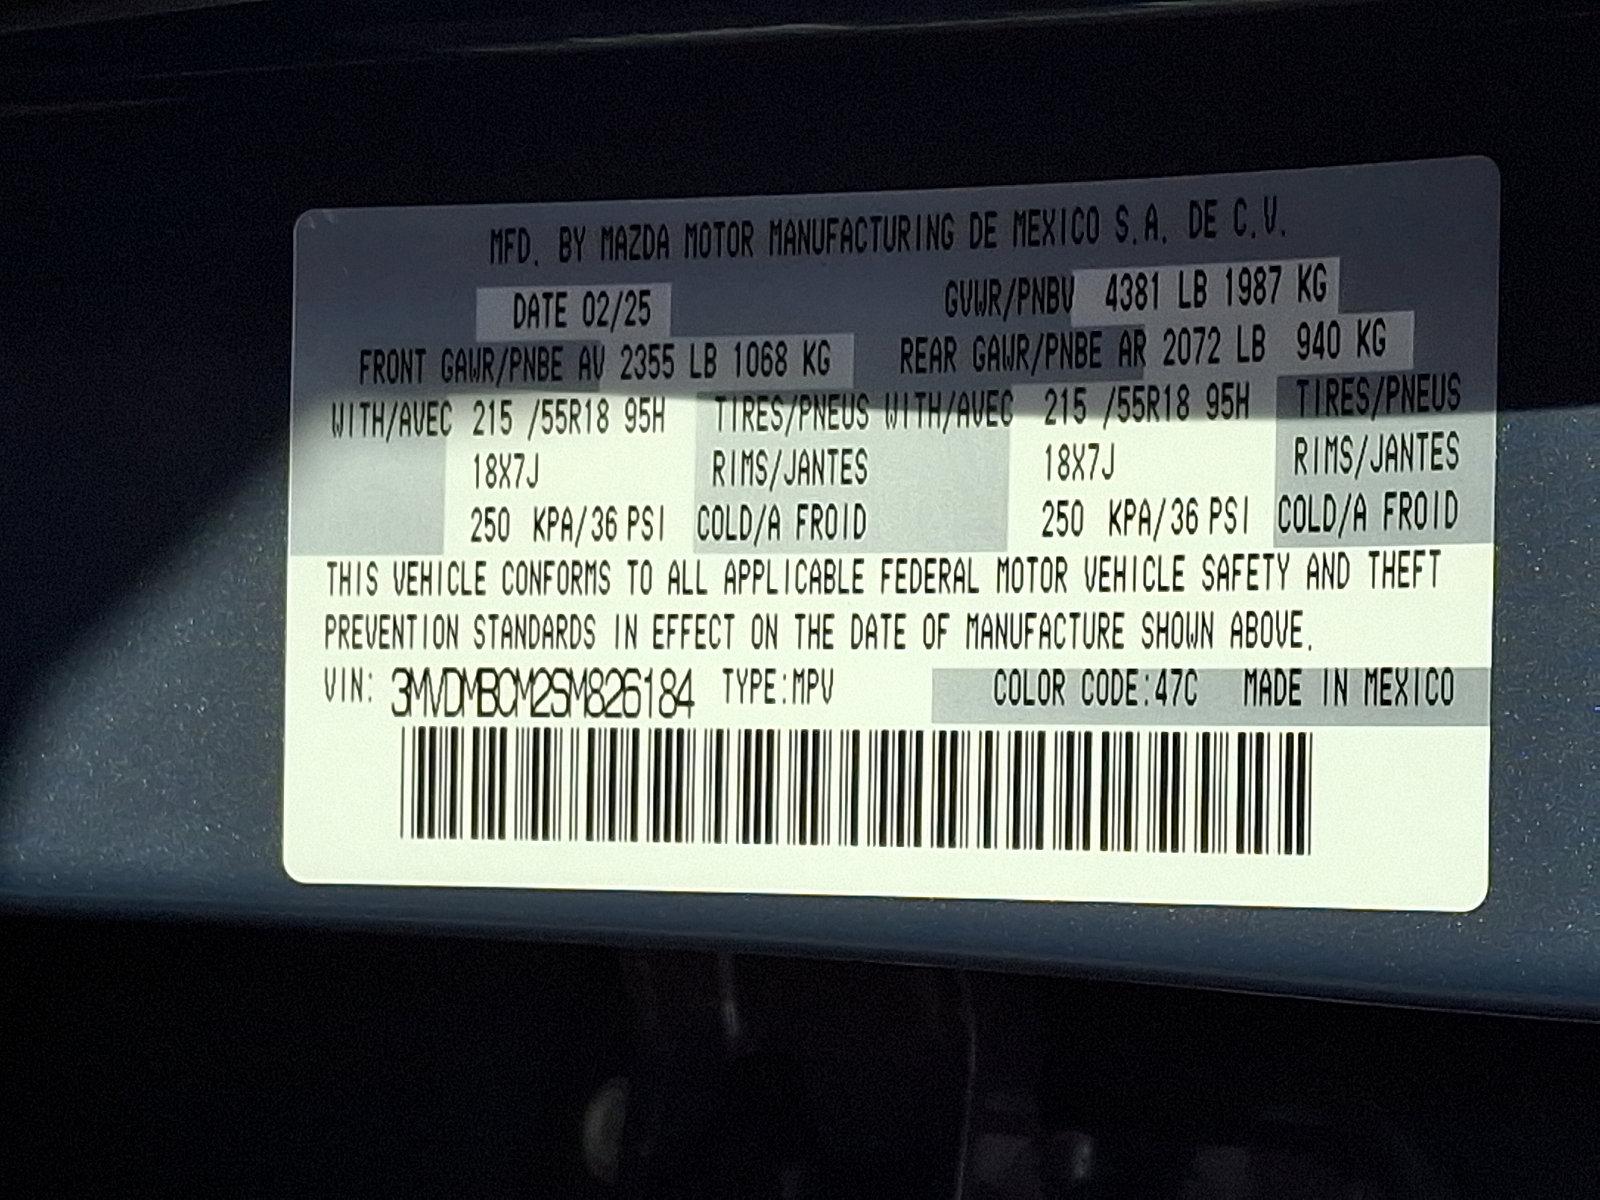 MFD. BY MAZDA MOTOR MANUFACTURING DE MEXICO S.A. DE C.V.
DATE 02/25 GVWR/PNBV 4381 LB 1987 KG
FRONT GAWR/PNBE AV 2355 LB 1068 KG REAR GAWR/PNBE AR 2072 LB 940 KG
WITH/AVEC 215 /55R18 95H TIRES/PNEUS WITH/AVEC 215 /55R18 95H TIRES/PNEUS
18X7J RIMS/JANTES 18X7J RIMS/JANTES
250 KPA/36 PSI COLD/A FROID 250 KPA/36 PSI COLD/A FROID
THIS VEHICLE CONFORMS TO ALL APPLICABLE FEDERAL MOTOR VEHICLE SAFETY AND THEFT
PREVENTION STANDARDS IN EFFECT ON THE DATE OF MANUFACTURE SHOWN ABOVE.
VIN: 3MVDMBCM2SM826184 TYPE:MPV COLOR CODE:47C MADE IN MEXICO